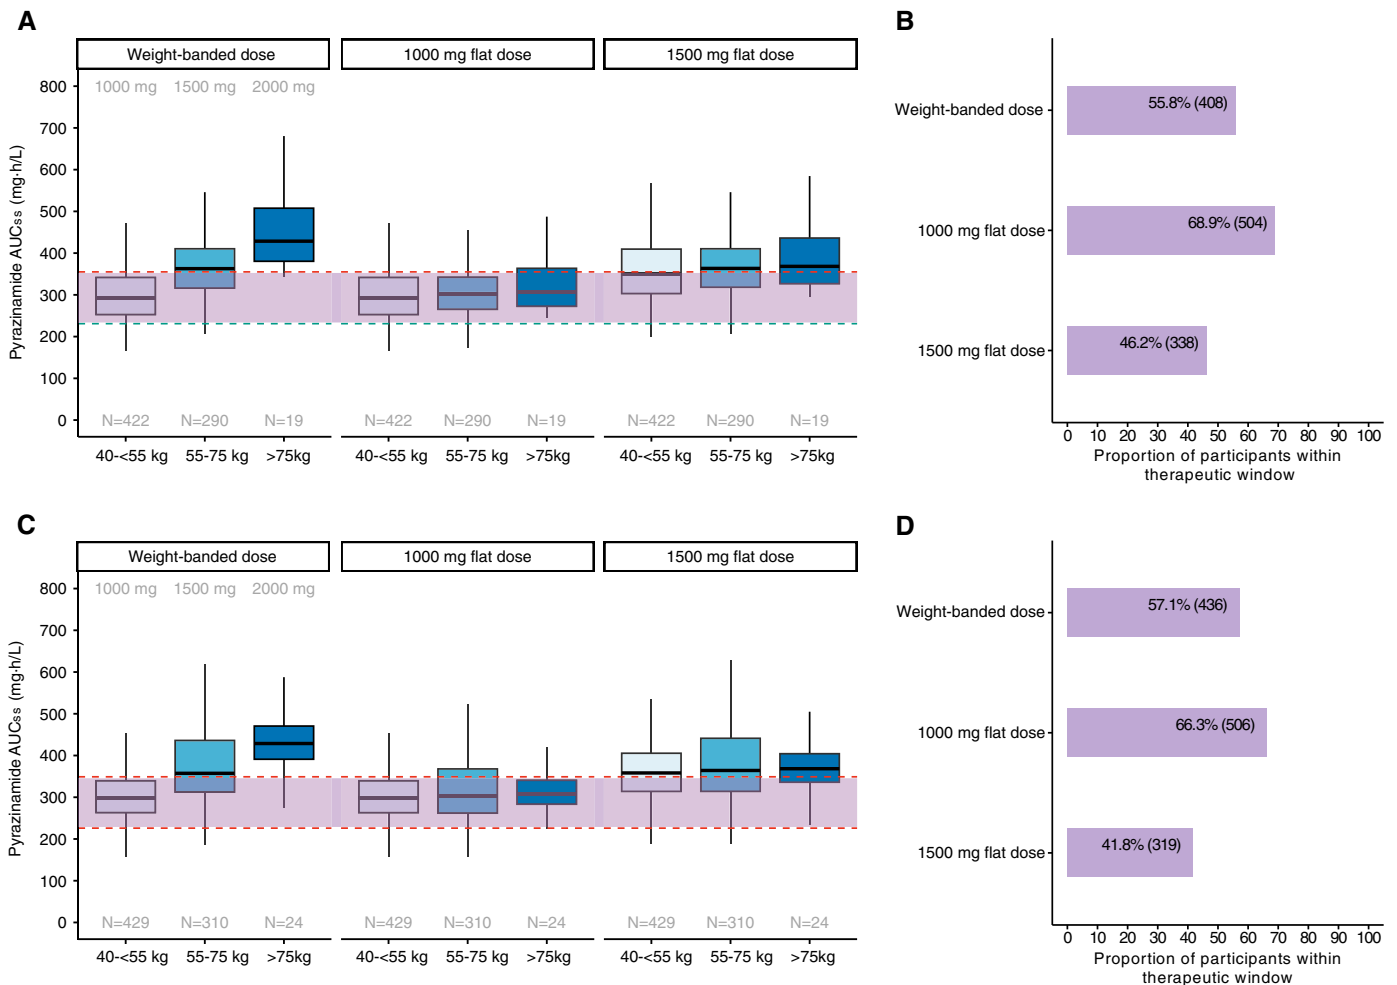 A
B
Weight-banded dose
1000 mg flat dose
1500 mg flat dose
1000 mg 1500 mg 2000 mg
800
700
600
500
400
300
200
100
0
Pyrazinamide AUCss (mg·h/L)
N=422 N=290 N=19
N=422 N=290 N=19
N=422 N=290 N=19
40-<55 kg 55-75 kg >75kg
40-<55 kg 55-75 kg >75kg
40-<55 kg 55-75 kg >75kg
Weight-banded dose
55.8% (408)
1000 mg flat dose
68.9% (504)
1500 mg flat dose
46.2% (338)
0 10 20 30 40 50 60 70 80 90 100
Proportion of participants within
therapeutic window
C
D
Weight-banded dose
1000 mg flat dose
1500 mg flat dose
1000 mg 1500 mg 2000 mg
800
700
600
500
400
300
200
100
0
Pyrazinamide AUCss (mg·h/L)
N=429 N=310 N=24
N=429 N=310 N=24
N=429 N=310 N=24
40-<55 kg 55-75 kg >75kg
40-<55 kg 55-75 kg >75kg
40-<55 kg 55-75 kg >75kg
Weight-banded dose
57.1% (436)
1000 mg flat dose
66.3% (506)
1500 mg flat dose
41.8% (319)
0 10 20 30 40 50 60 70 80 90 100
Proportion of participants within
therapeutic window